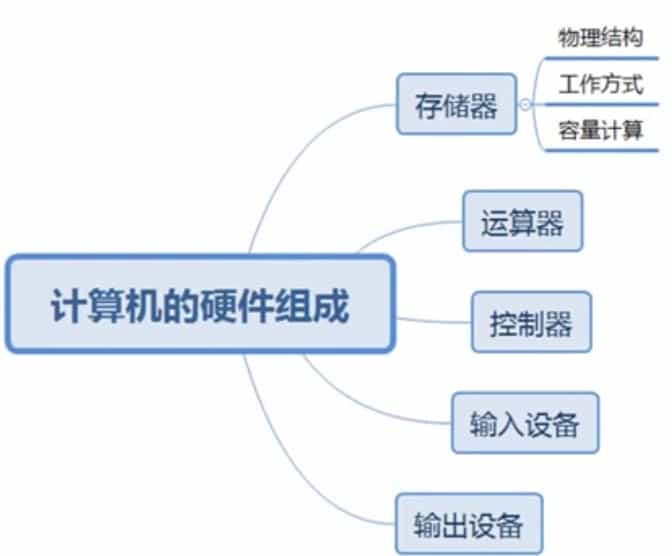 物理结构
工作方式
容量计算
存储器
运算器
计算机的硬件组成
控制器
输入设备
输出设备